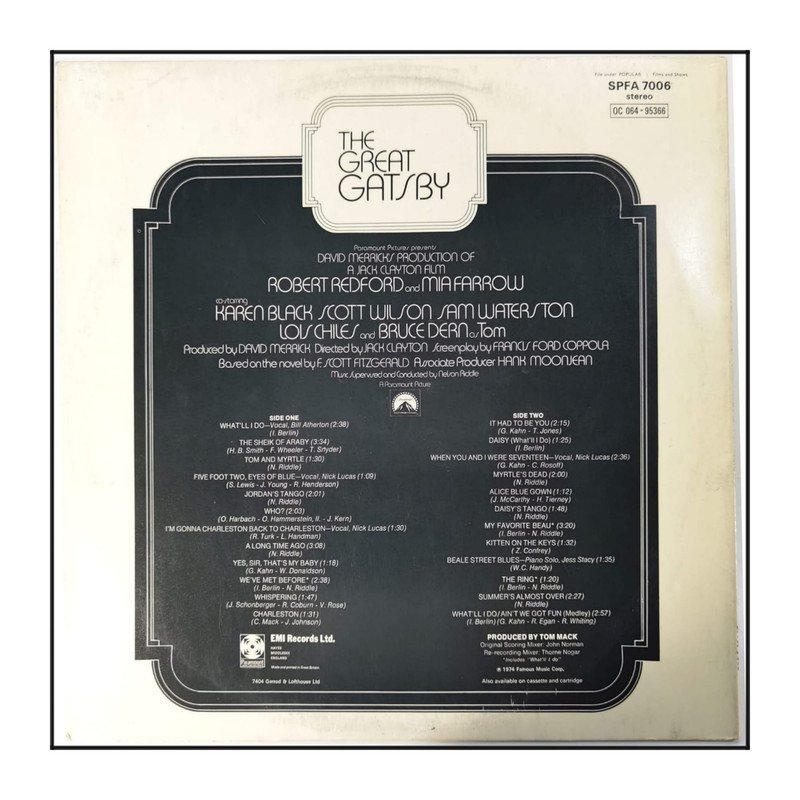 File under POPULAR | Films and Shows
SPFA 7006
stereo
OC 064 - 95366
THE
GREAT
GATSBY
Paramount Pictures presents
DAVID MERRICK'S PRODUCTION OF
A JACK CLAYTON FILM
ROBERT REDFORD and MIA FARROW
co-starring
KAREN BLACK SCOTT WILSON SAM WATERSTON
LOIS CHILES and BRUCE DERN as Tom
Produced by DAVID MERRICK Directed by JACK CLAYTON Screenplay by FRANCIS FORD COPPOLA
Based on the novel by F. SCOTT FITZGERALD Associate Producer HANK MOONJEAN
Music Supervised and Conducted by Nelson Riddle
A Paramount Picture
SIDE ONE
WHAT'LL I DO—Vocal, Bill Atherton (2:38)
(I. Berlin)
THE SHEIK OF ARABY (3:34)
(H. B. Smith - F. Wheeler - T. Snyder)
TOM AND MYRTLE (1:30)
(N. Riddle)
FIVE FOOT TWO, EYES OF BLUE—Vocal, Nick Lucas (1:09)
(S. Lewis - J. Young - R. Henderson)
JORDAN'S TANGO (2:01)
(N. Riddle)
WHO? (2:03)
(O. Harbach - O. Hammerstein, II. - J. Kern)
I'M GONNA CHARLESTON BACK TO CHARLESTON—Vocal, Nick Lucas (1:30)
(R. Turk - L. Handman)
A LONG TIME AGO (3:08)
(N. Riddle)
YES, SIR, THAT'S MY BABY (1:18)
(G. Kahn - W. Donaldson)
WE'VE MET BEFORE* (2:38)
(I. Berlin - N. Riddle)
WHISPERING (1:47)
(J. Schonberger - R. Coburn - V. Rose)
CHARLESTON (1:31)
(C. Mack - J. Johnson)
SIDE TWO
IT HAD TO BE YOU (2:15)
(G. Kahn - T. Jones)
DAISY (What'll I Do) (1:25)
(I. Berlin)
WHEN YOU AND I WERE SEVENTEEN—Vocal, Nick Lucas (2:36)
(G. Kahn - C. Rosoff)
MYRTLE'S DEAD (2:00)
(N. Riddle)
ALICE BLUE GOWN (1:12)
(J. McCarthy - H. Tierney)
DAISY'S TANGO (1:48)
(N. Riddle)
MY FAVORITE BEAU* (3:20)
(I. Berlin - N. Riddle)
KITTEN ON THE KEYS (1:32)
(Z. Confrey)
BEALE STREET BLUES—Piano Solo, Jess Stacy (1:35)
(W.C. Handy)
THE RING* (1:20)
(I. Berlin - N. Riddle)
SUMMER'S ALMOST OVER (2:27)
(N. Riddle)
WHAT'LL I DO/AIN'T WE GOT FUN (Medley) (2:57)
(I. Berlin) (G. Kahn - R. Egan - R. Whiting)
Paramount
EMI Records Ltd.
HAYES
MIDDLESEX
ENGLAND
Made and printed in Great Britain
7404 Garrod & Lofthouse Ltd
PRODUCED BY TOM MACK
Original Scoring Mixer: John Norman
Re-recording Mixer: Thorne Nogar
*Includes "What'll I do"
℗ 1974 Famous Music Corp.
Also available on cassette and cartridge